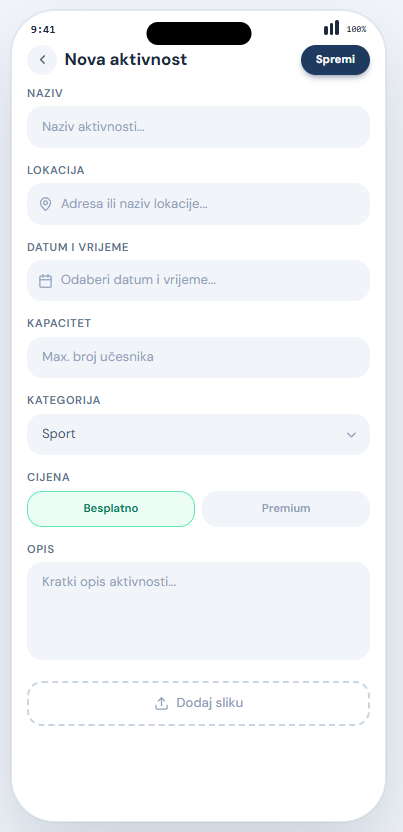 9:41
100%
Nova aktivnost
Spremi
NAZIV
Naziv aktivnosti...
LOKACIJA
Adresa ili naziv lokacije...
DATUM I VRIJEME
Odaberi datum i vrijeme...
KAPACITET
Max. broj učesnika
KATEGORIJA
Sport
CIJENA
Besplatno
Premium
OPIS
Kratki opis aktivnosti...
Dodaj sliku